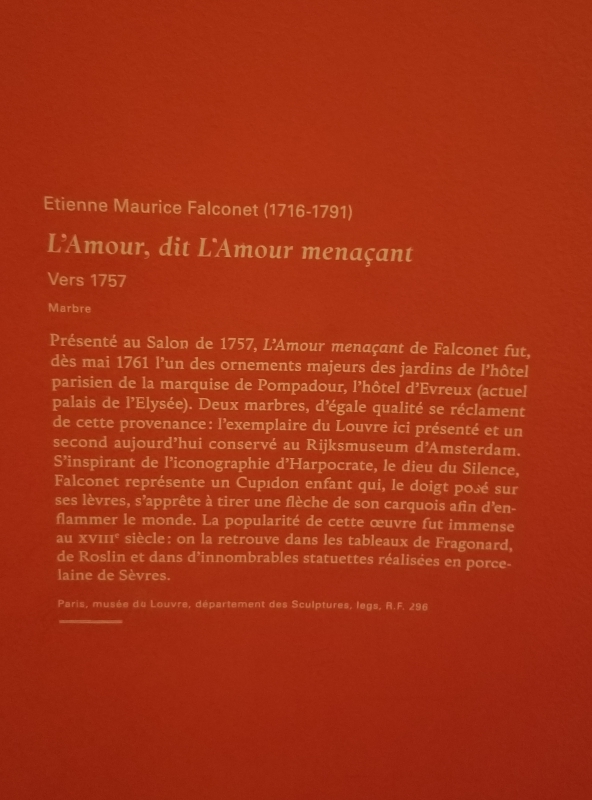 Etienne Maurice Falconet (1716-1791)
L'Amour, dit L'Amour menaçant
Vers 1757
Marbre
Présenté au Salon de 1757, L'Amour menaçant de Falconet fut,
dès mai 1761 l'un des ornements majeurs des jardins de l'hôtel
parisien de la marquise de Pompadour, l'hôtel d'Evreux (actuel
palais de l'Elysée). Deux marbres, d'égale qualité se réclament
de cette provenance : l'exemplaire du Louvre ici présenté et un
second aujourd'hui conservé au Rijksmuseum d'Amsterdam.
S'inspirant de l'iconographie d'Harpocrate, le dieu du Silence,
Falconet représente un Cupidon enfant qui, le doigt posé sur
ses lèvres, s'apprête à tirer une flèche de son carquois afin d'en-
flammer le monde. La popularité de cette œuvre fut immense
au XVIIIe siècle : on la retrouve dans les tableaux de Fragonard,
de Roslin et dans d'innombrables statuettes réalisées en porce-
laine de Sèvres.
Paris, musée du Louvre, département des Sculptures, legs, R.F. 296